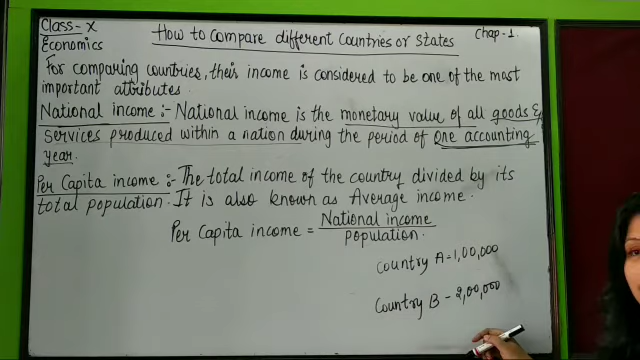 Class- X
Economics
How to Compare different Countries or States
Chap-1.
For comparing countries, their income is considered to be one of the most
important attributes.
National income :- National income is the monetary value of all goods &
services produced within a nation during the period of one accounting
year.
Per Capita income :- The total income of the country divided by its
total population. It is also known as Average income.
Per Capita income = National income
population.
Country A = 1,00,000
Country B - 2,00,000